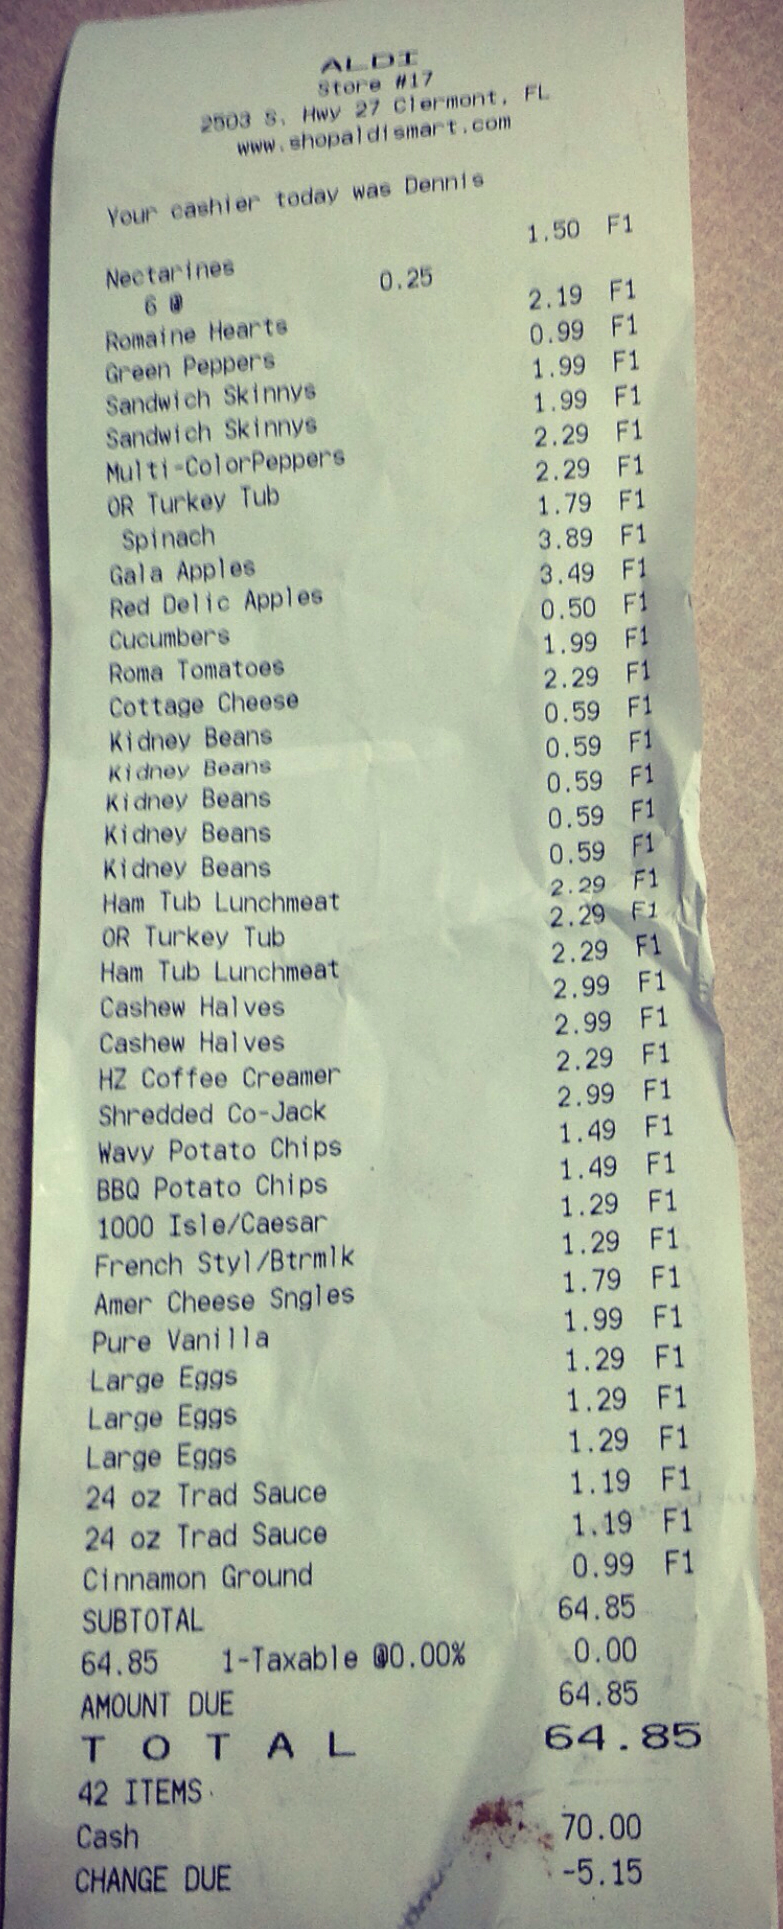 ALDI
Store #17
2503 S. Hwy 27 Clermont, FL
www.shopaldismart.com
Your cashier today was Dennis
Nectarines 1.50 F1
6 @ 0.25
Romaine Hearts 2.19 F1
Green Peppers 0.99 F1
Sandwich Skinnys 1.99 F1
Sandwich Skinnys 1.99 F1
Multi-ColorPeppers 2.29 F1
OR Turkey Tub 2.29 F1
Spinach 1.79 F1
Gala Apples 3.89 F1
Red Delic Apples 3.49 F1
Cucumbers 0.50 F1
Roma Tomatoes 1.99 F1
Cottage Cheese 2.29 F1
Kidney Beans 0.59 F1
Kidney Beans 0.59 F1
Kidney Beans 0.59 F1
Kidney Beans 0.59 F1
Kidney Beans 0.59 F1
Ham Tub Lunchmeat 2.29 F1
OR Turkey Tub 2.29 F1
Ham Tub Lunchmeat 2.29 F1
Cashew Halves 2.99 F1
Cashew Halves 2.99 F1
HZ Coffee Creamer 2.29 F1
Shredded Co-Jack 2.99 F1
Wavy Potato Chips 1.49 F1
BBQ Potato Chips 1.49 F1
1000 Isle/Caesar 1.29 F1
French Styl/Btrmlk 1.29 F1
Amer Cheese Sngles 1.79 F1
Pure Vanilla 1.99 F1
Large Eggs 1.29 F1
Large Eggs 1.29 F1
Large Eggs 1.29 F1
24 oz Trad Sauce 1.19 F1
24 oz Trad Sauce 1.19 F1
Cinnamon Ground 0.99 F1
SUBTOTAL 64.85
64.85 1-Taxable @0.00% 0.00
AMOUNT DUE 64.85
T O T A L 64.85
42 ITEMS
Cash 70.00
CHANGE DUE -5.15